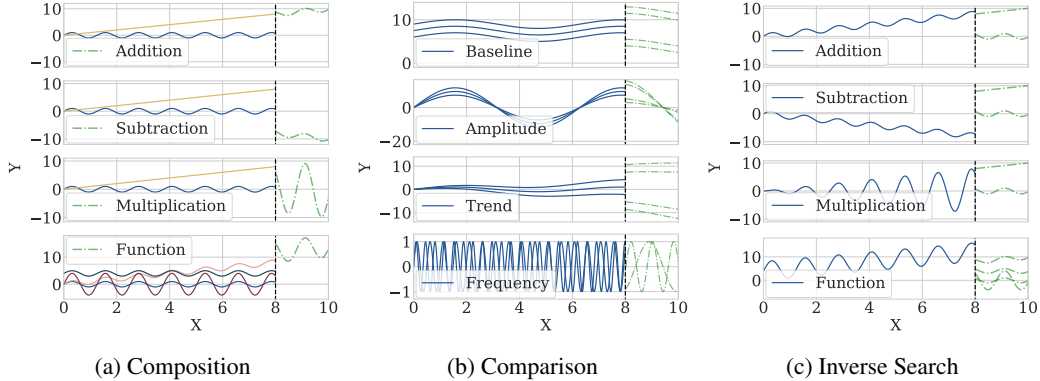 10
0
−10
Addition
10
0
−10
Subtraction
Y
10
0
−10
Multiplication
10
0
Function
0 2 4 6 8 10
X
(a) Composition
10
0
Baseline
0
−20
Amplitude
Y
10
0
−10
Trend
1
0
−1
Frequency
0 2 4 6 8 10
X
(b) Comparison
10
0
−10
Addition
10
0
−10
Subtraction
Y
10
0
−10
Multiplication
10
0
Function
0 2 4 6 8 10
X
(c) Inverse Search